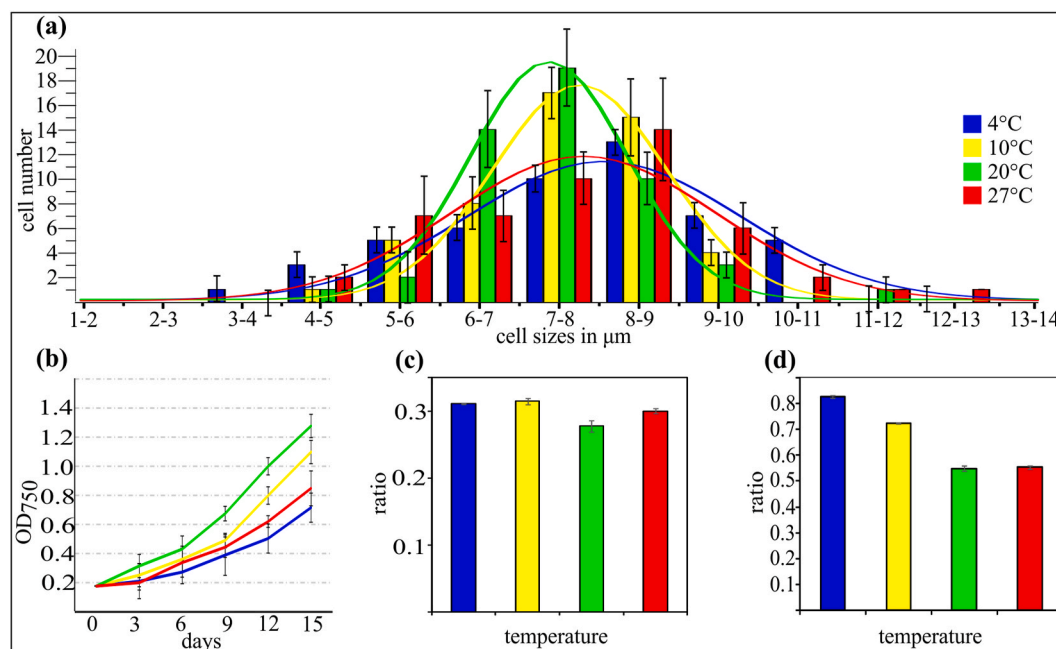 (a)
20
18
16
14
12
10
8
6
4
2
cell number
4°C
10°C
20°C
27°C
1-2 2-3 3-4 4-5 5-6 6-7 7-8 8-9 9-10 10-11 11-12 12-13 13-14
cell sizes in μm
(b)
1.4
1.2
1.0
0.8
0.6
0.4
0.2
OD750
0 3 6 9 12 15
days
(c)
0.3
0.2
0.1
ratio
temperature
(d)
0.8
0.7
0.6
0.5
0.5
0.3
0.2
0.1
ratio
temperature